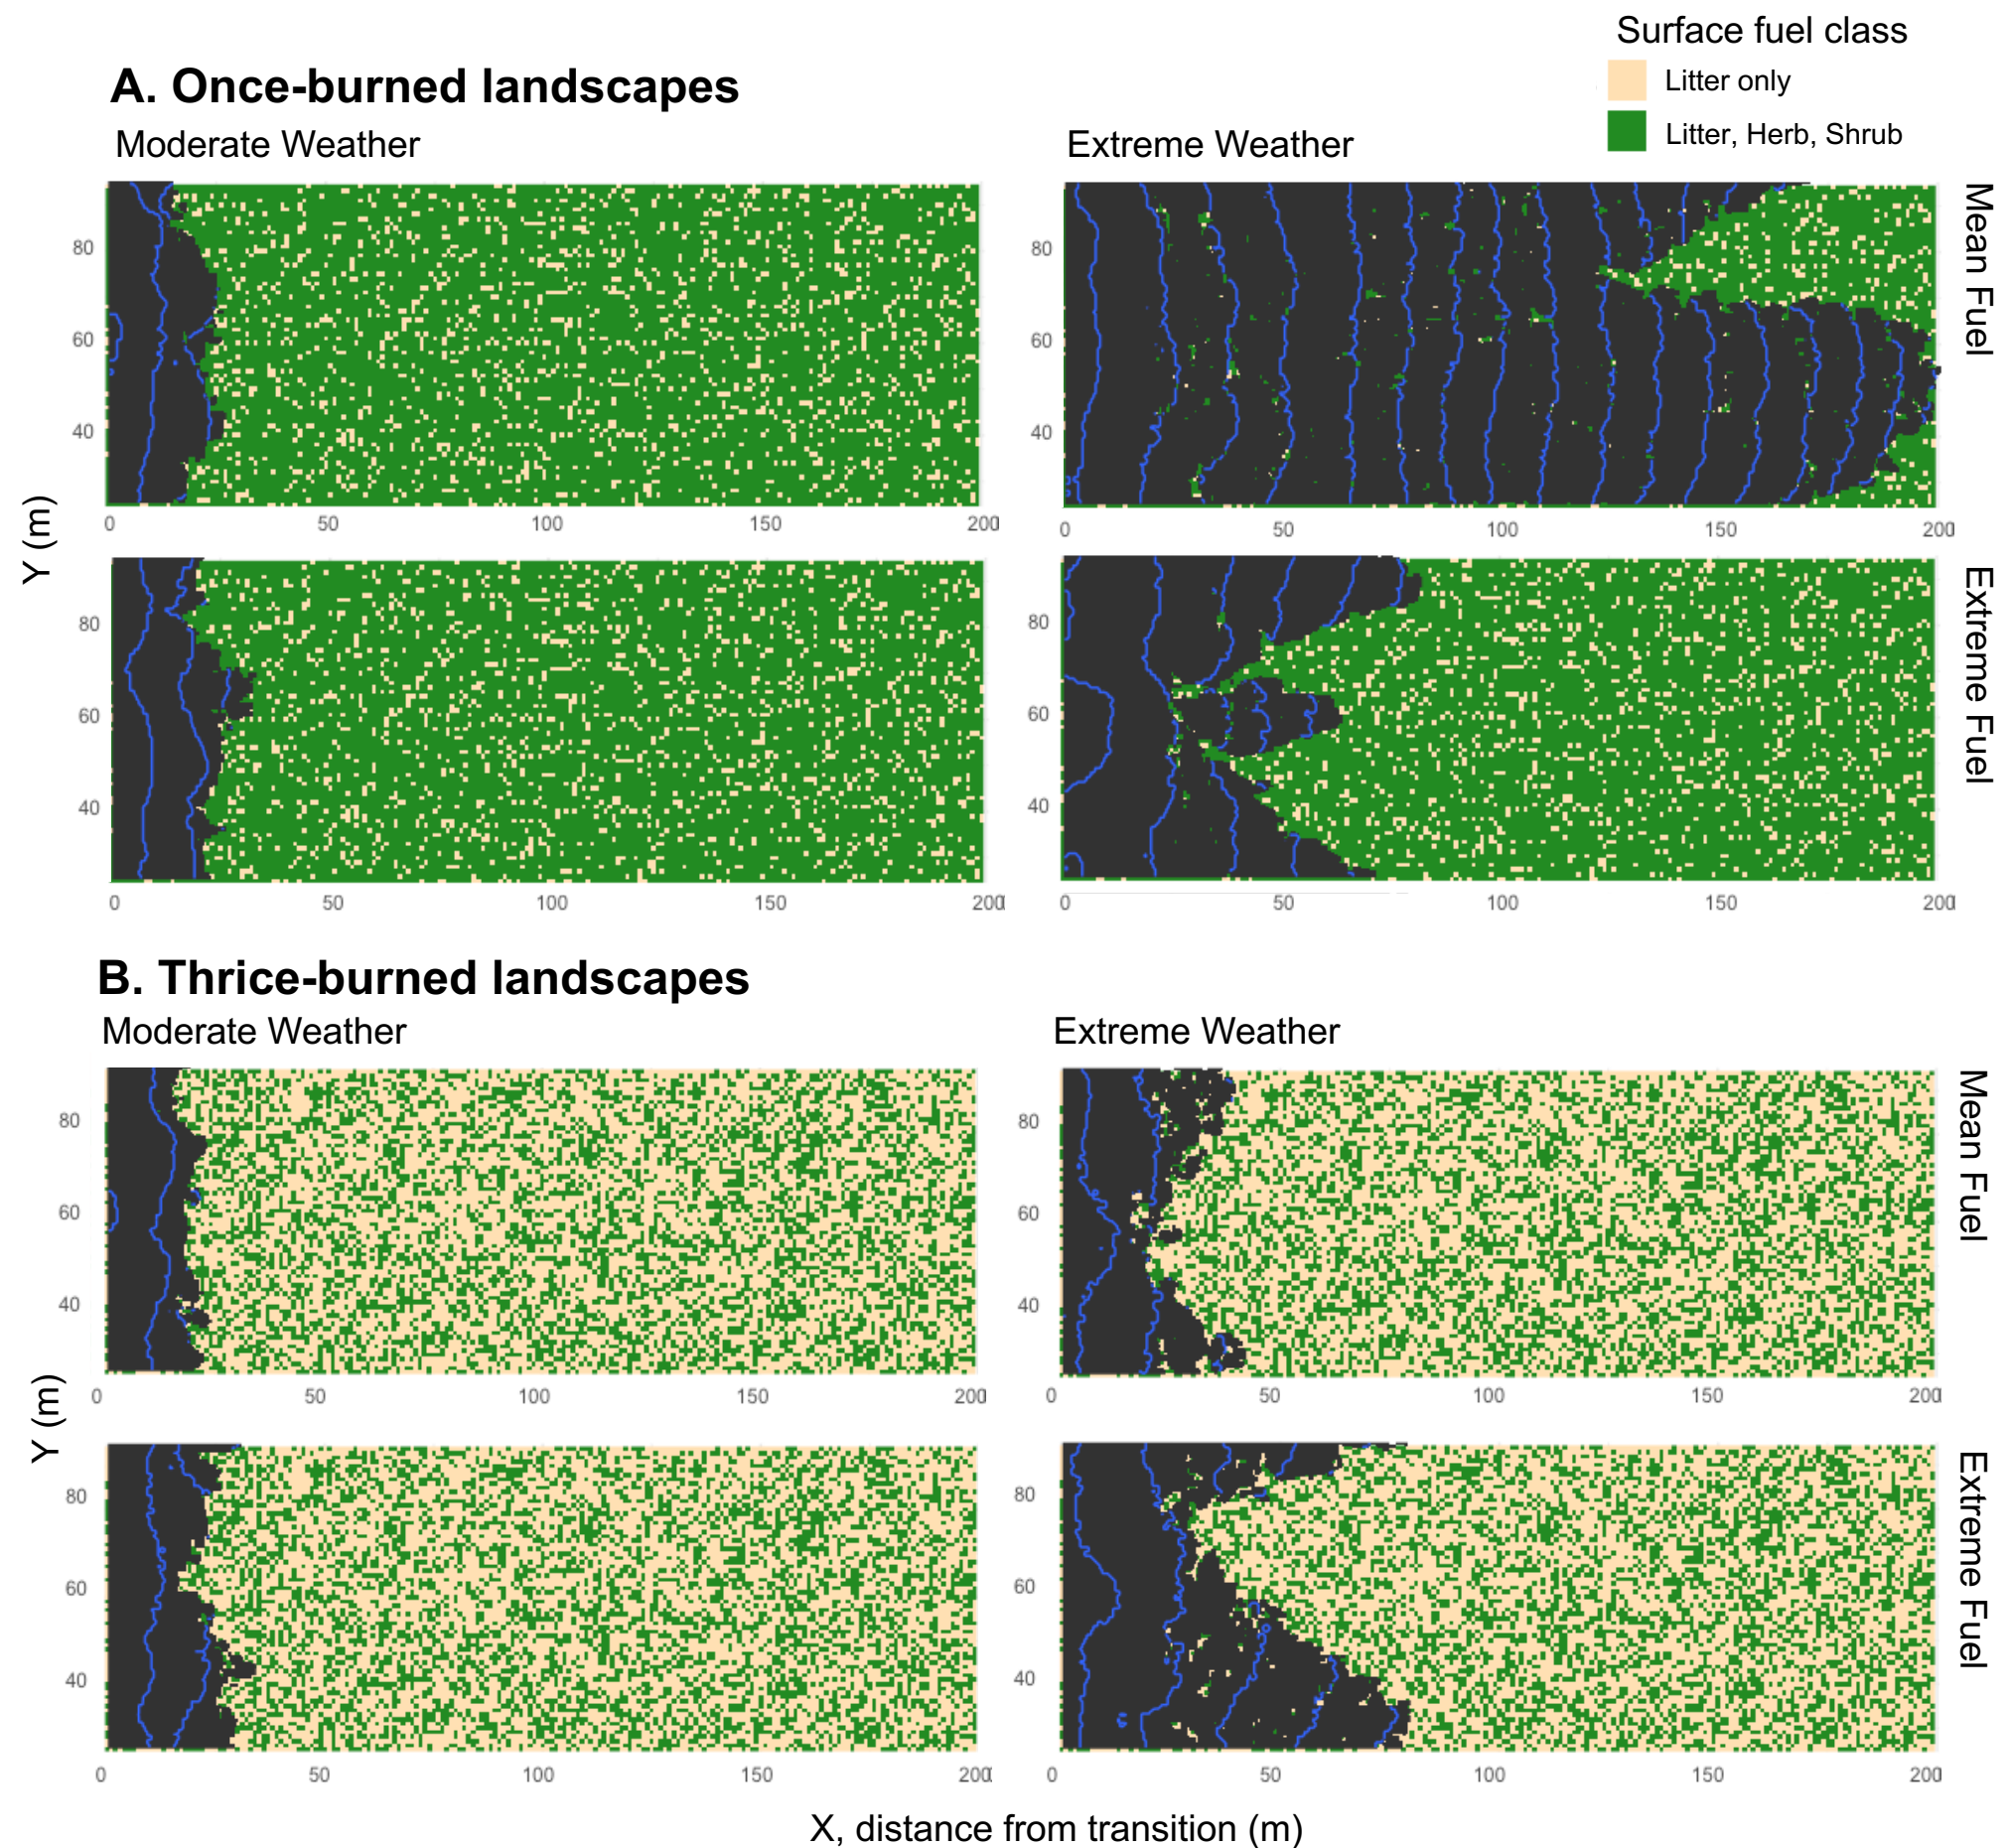 Surface fuel class
Litter only
Litter, Herb, Shrub
A. Once-burned landscapes
Moderate Weather
Extreme Weather
80
60
40
0 50 100 150 200
80
60
40
0 50 100 150 200
Mean Fuel
80
60
40
0 50 100 150 200
80
60
40
0 50 100 150 200
Extreme Fuel
Y (m)
B. Thrice-burned landscapes
Moderate Weather
Extreme Weather
80
60
40
0 50 100 150 200
80
60
40
0 50 100 150 200
Mean Fuel
80
60
40
0 50 100 150 200
80
60
40
0 50 100 150 200
Extreme Fuel
Y (m)
X, distance from transition (m)